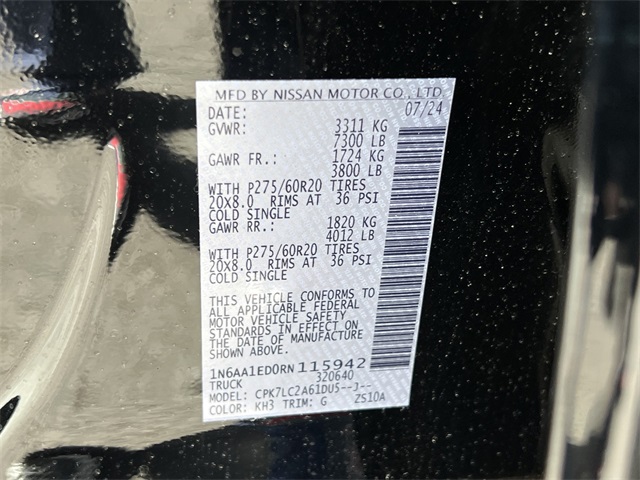 MFD BY NISSAN MOTOR CO., LTD.
DATE: 07/24
GVWR: 3311 KG
7300 LB
GAWR FR.: 1724 KG
3800 LB
WITH P275/60R20 TIRES
20X8.0 RIMS AT 36 PSI
COLD SINGLE
GAWR RR.: 1820 KG
4012 LB
WITH P275/60R20 TIRES
20X8.0 RIMS AT 36 PSI
COLD SINGLE
THIS VEHICLE CONFORMS TO
ALL APPLICABLE FEDERAL
MOTOR VEHICLE SAFETY
STANDARDS IN EFFECT ON
THE DATE OF MANUFACTURE
SHOWN ABOVE.
1N6AA1ED0RN115942
TRUCK 320640
MODEL: CPK7LC2A61DU5--J--
COLOR: KH3 TRIM: G ZS10A